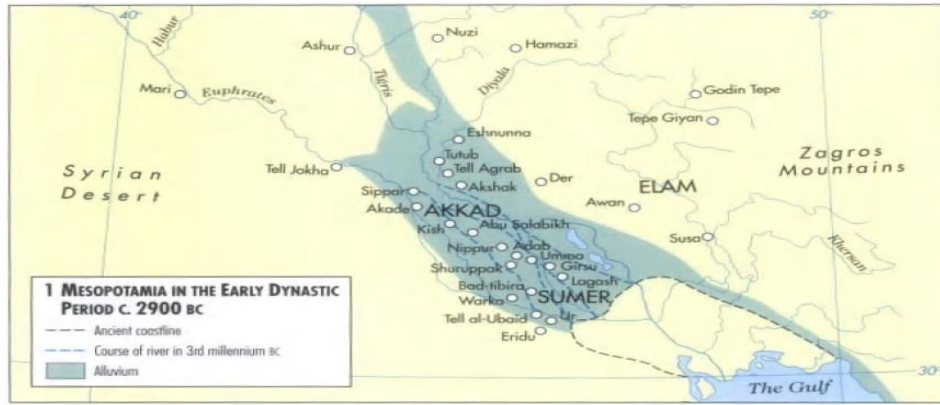 40°
50°
Habur
Ashur
Nuzi
Hamazi
Tigris
Diyala
Mari
Euphrates
Godin Tepe
Tepe Giyan
Eshnunna
Zagros
Mountains
Tutub
Tell Agrab
Syrian
Desert
Tell Jokha
Akshak
Der
ELAM
Sippar
Akade
AKKAD
Awan
Kish
Abu Salabikh
Susa
Khersan
Nippur
Adab
Umma
Shuruppak
Girsu
Lagash
Bad-tibira
SUMER
Warka
Tell al-Ubaid
Ur
Eridu
1 MESOPOTAMIA IN THE EARLY DYNASTIC
PERIOD C. 2900 BC
Ancient coastline
Course of river in 3rd millennium BC
Alluvium
30°
The Gulf